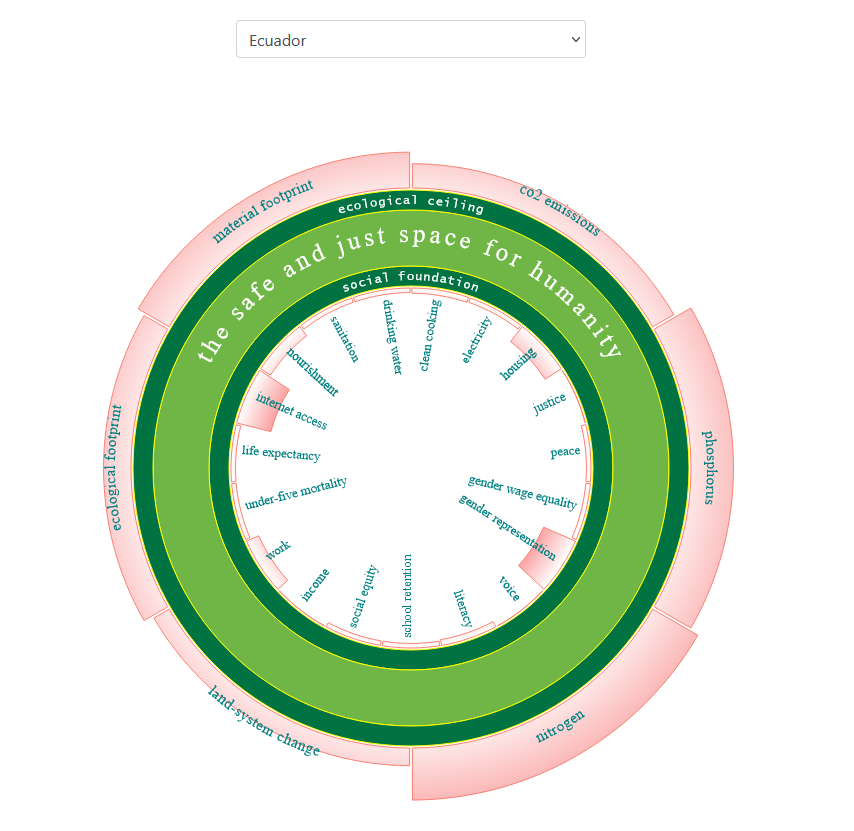 Ecuador
material footprint
co2 emissions
ecological ceiling
the safe and just space for humanity
social foundation
drinking water
clean cooking
sanitation
electricity
nourishment
housing
internet access
justice
ecological footprint
life expectancy
peace
phosphorus
under-five mortality
gender wage equality
gender representation
work
income
social equity
school retention
literacy
voice
land-system change
nitrogen